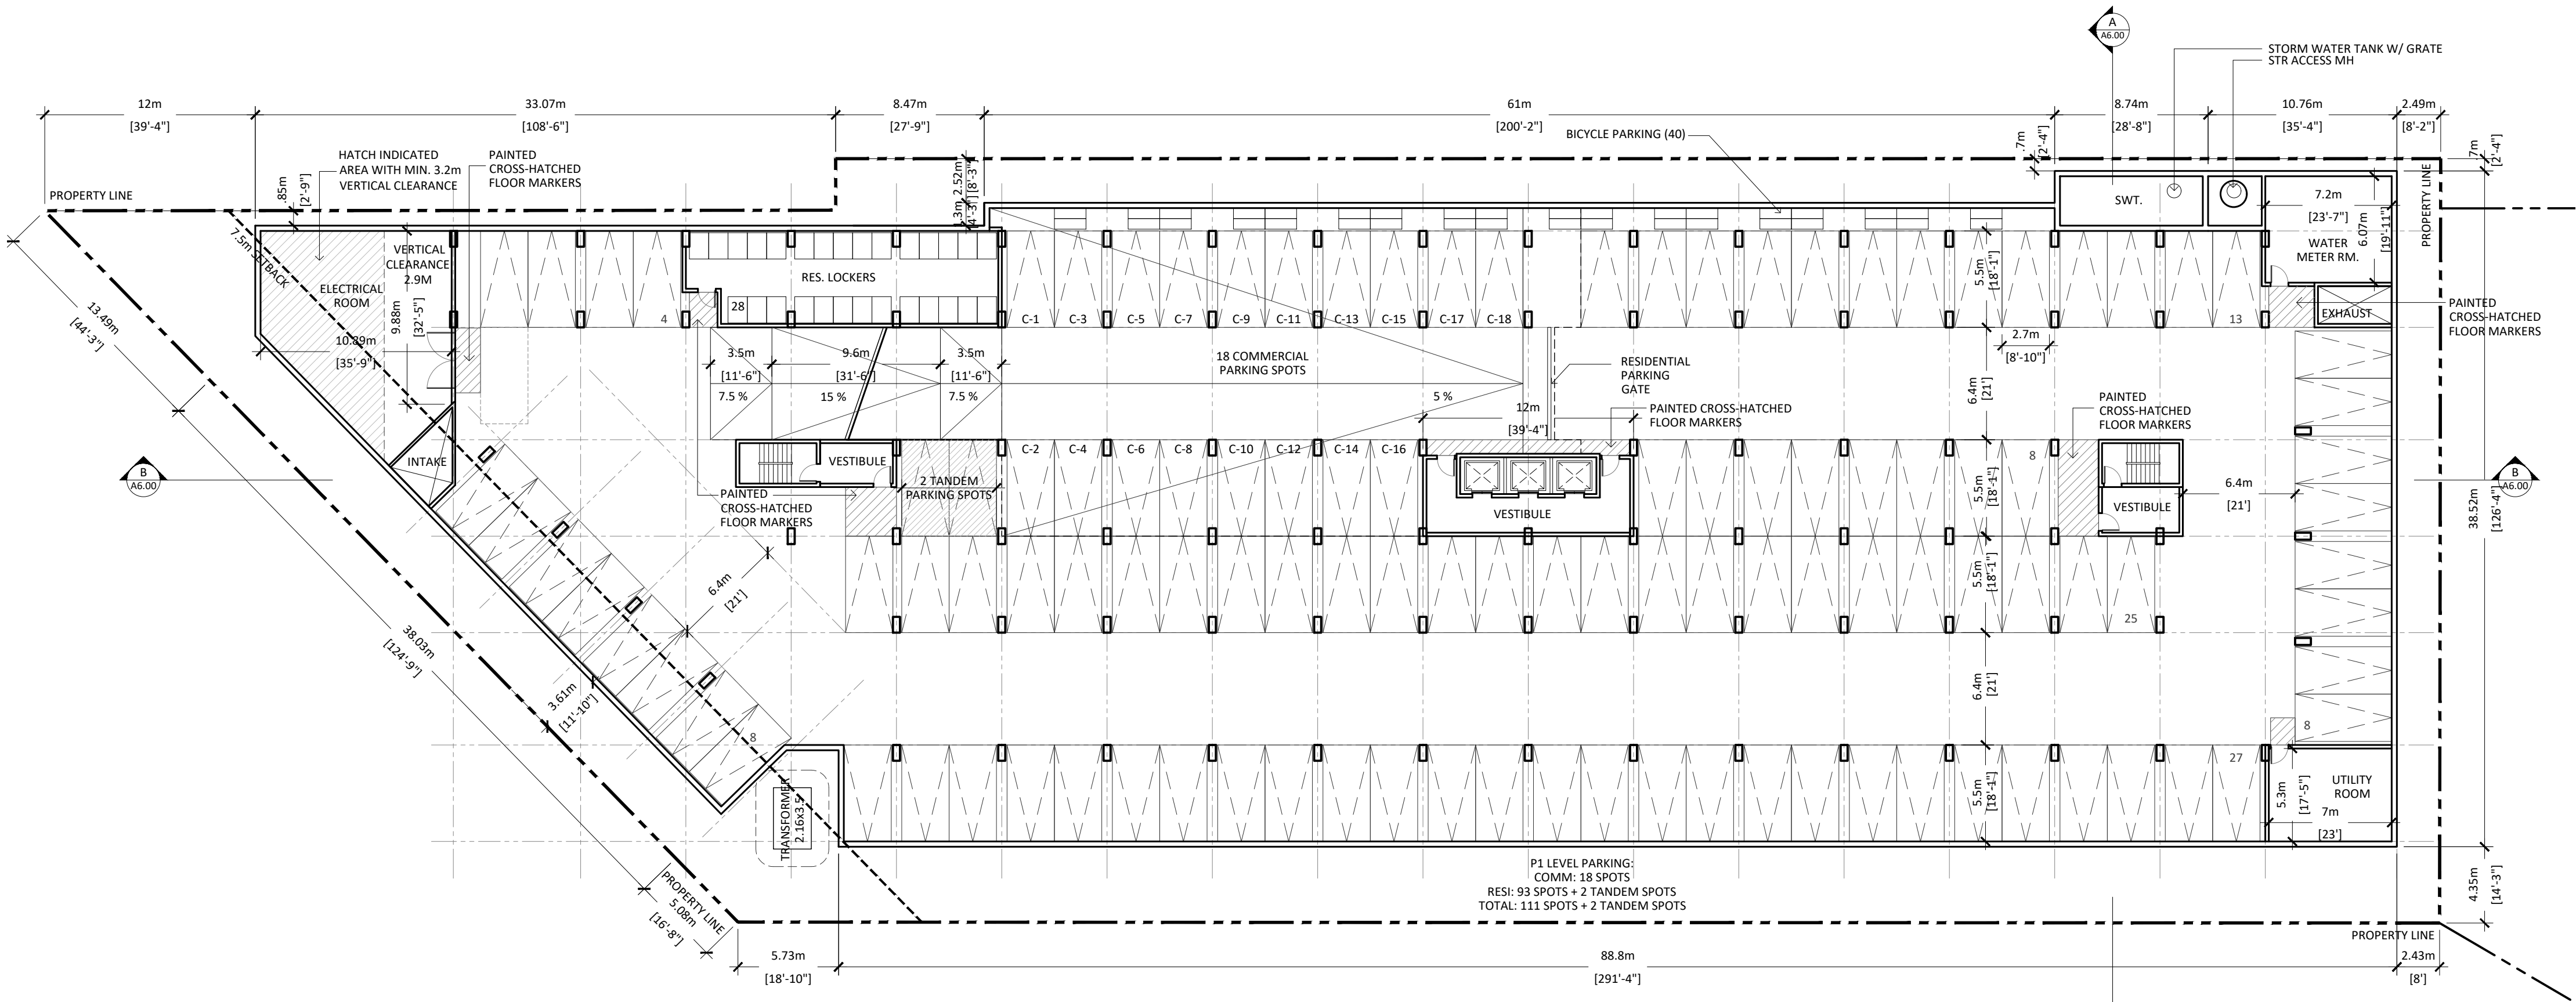 A
A6.00
STORM WATER TANK W/ GRATE
STR ACCESS MH
12m
[39'-4"]
33.07m
[108'-6"]
8.47m
[27'-9"]
61m
[200'-2"]
8.74m
[28'-8"]
10.76m
[35'-4"]
2.49m
[8'-2"]
BICYCLE PARKING (40)
.7m
[2'-4"]
.7m
[2'-4"]
HATCH INDICATED
AREA WITH MIN. 3.2m
VERTICAL CLEARANCE
PAINTED
CROSS-HATCHED
FLOOR MARKERS
PROPERTY LINE
.85m
[2'-9"]
2.52m
[8'-3"]
.3m
[4'-3"]
PROPERTY LINE
SWT.
7.2m
[23'-7"]
6.07m
[19'-11"]
WATER
METER RM.
7.5m SETBACK
VERTICAL
CLEARANCE
2.9M
ELECTRICAL
ROOM
9.88m
[32'-5"]
10.89m
[35'-9"]
RES. LOCKERS
28
4
C-1
C-3
C-5
C-7
C-9
C-11
C-13
C-15
C-17
C-18
5.5m
[18'-1"]
13
EXHAUST
PAINTED
CROSS-HATCHED
FLOOR MARKERS
2.7m
[8'-10"]
13.49m
[44'-3"]
3.5m
[11'-6"]
9.6m
[31'-6"]
3.5m
[11'-6"]
7.5 %
15 %
7.5 %
18 COMMERCIAL
PARKING SPOTS
5 %
RESIDENTIAL
PARKING
GATE
12m
[39'-4"]
PAINTED CROSS-HATCHED
FLOOR MARKERS
6.4m
[21']
PAINTED
CROSS-HATCHED
FLOOR MARKERS
B
A6.00
INTAKE
VESTIBULE
2 TANDEM
PARKING SPOTS
C-2
C-4
C-6
C-8
C-10
C-12
C-14
C-16
VESTIBULE
8
5.5m
[18'-1"]
VESTIBULE
6.4m
[21']
B
A6.00
38.52m
[126'-4"]
PAINTED
CROSS-HATCHED
FLOOR MARKERS
6.4m
[21']
5.5m
[18'-1"]
25
38.03m
[124'-9"]
3.61m
[11'-10"]
6.4m
[21']
8
8
27
TRANSFORMER
2.16x3.5
5.5m
[18'-1"]
5.3m
[17'-5"]
UTILITY
ROOM
7m
[23']
P1 LEVEL PARKING:
COMM: 18 SPOTS
RESI: 93 SPOTS + 2 TANDEM SPOTS
TOTAL: 111 SPOTS + 2 TANDEM SPOTS
4.35m
[14'-3"]
PROPERTY LINE
5.08m
[16'-8"]
PROPERTY LINE
5.73m
[18'-10"]
88.8m
[291'-4"]
2.43m
[8']